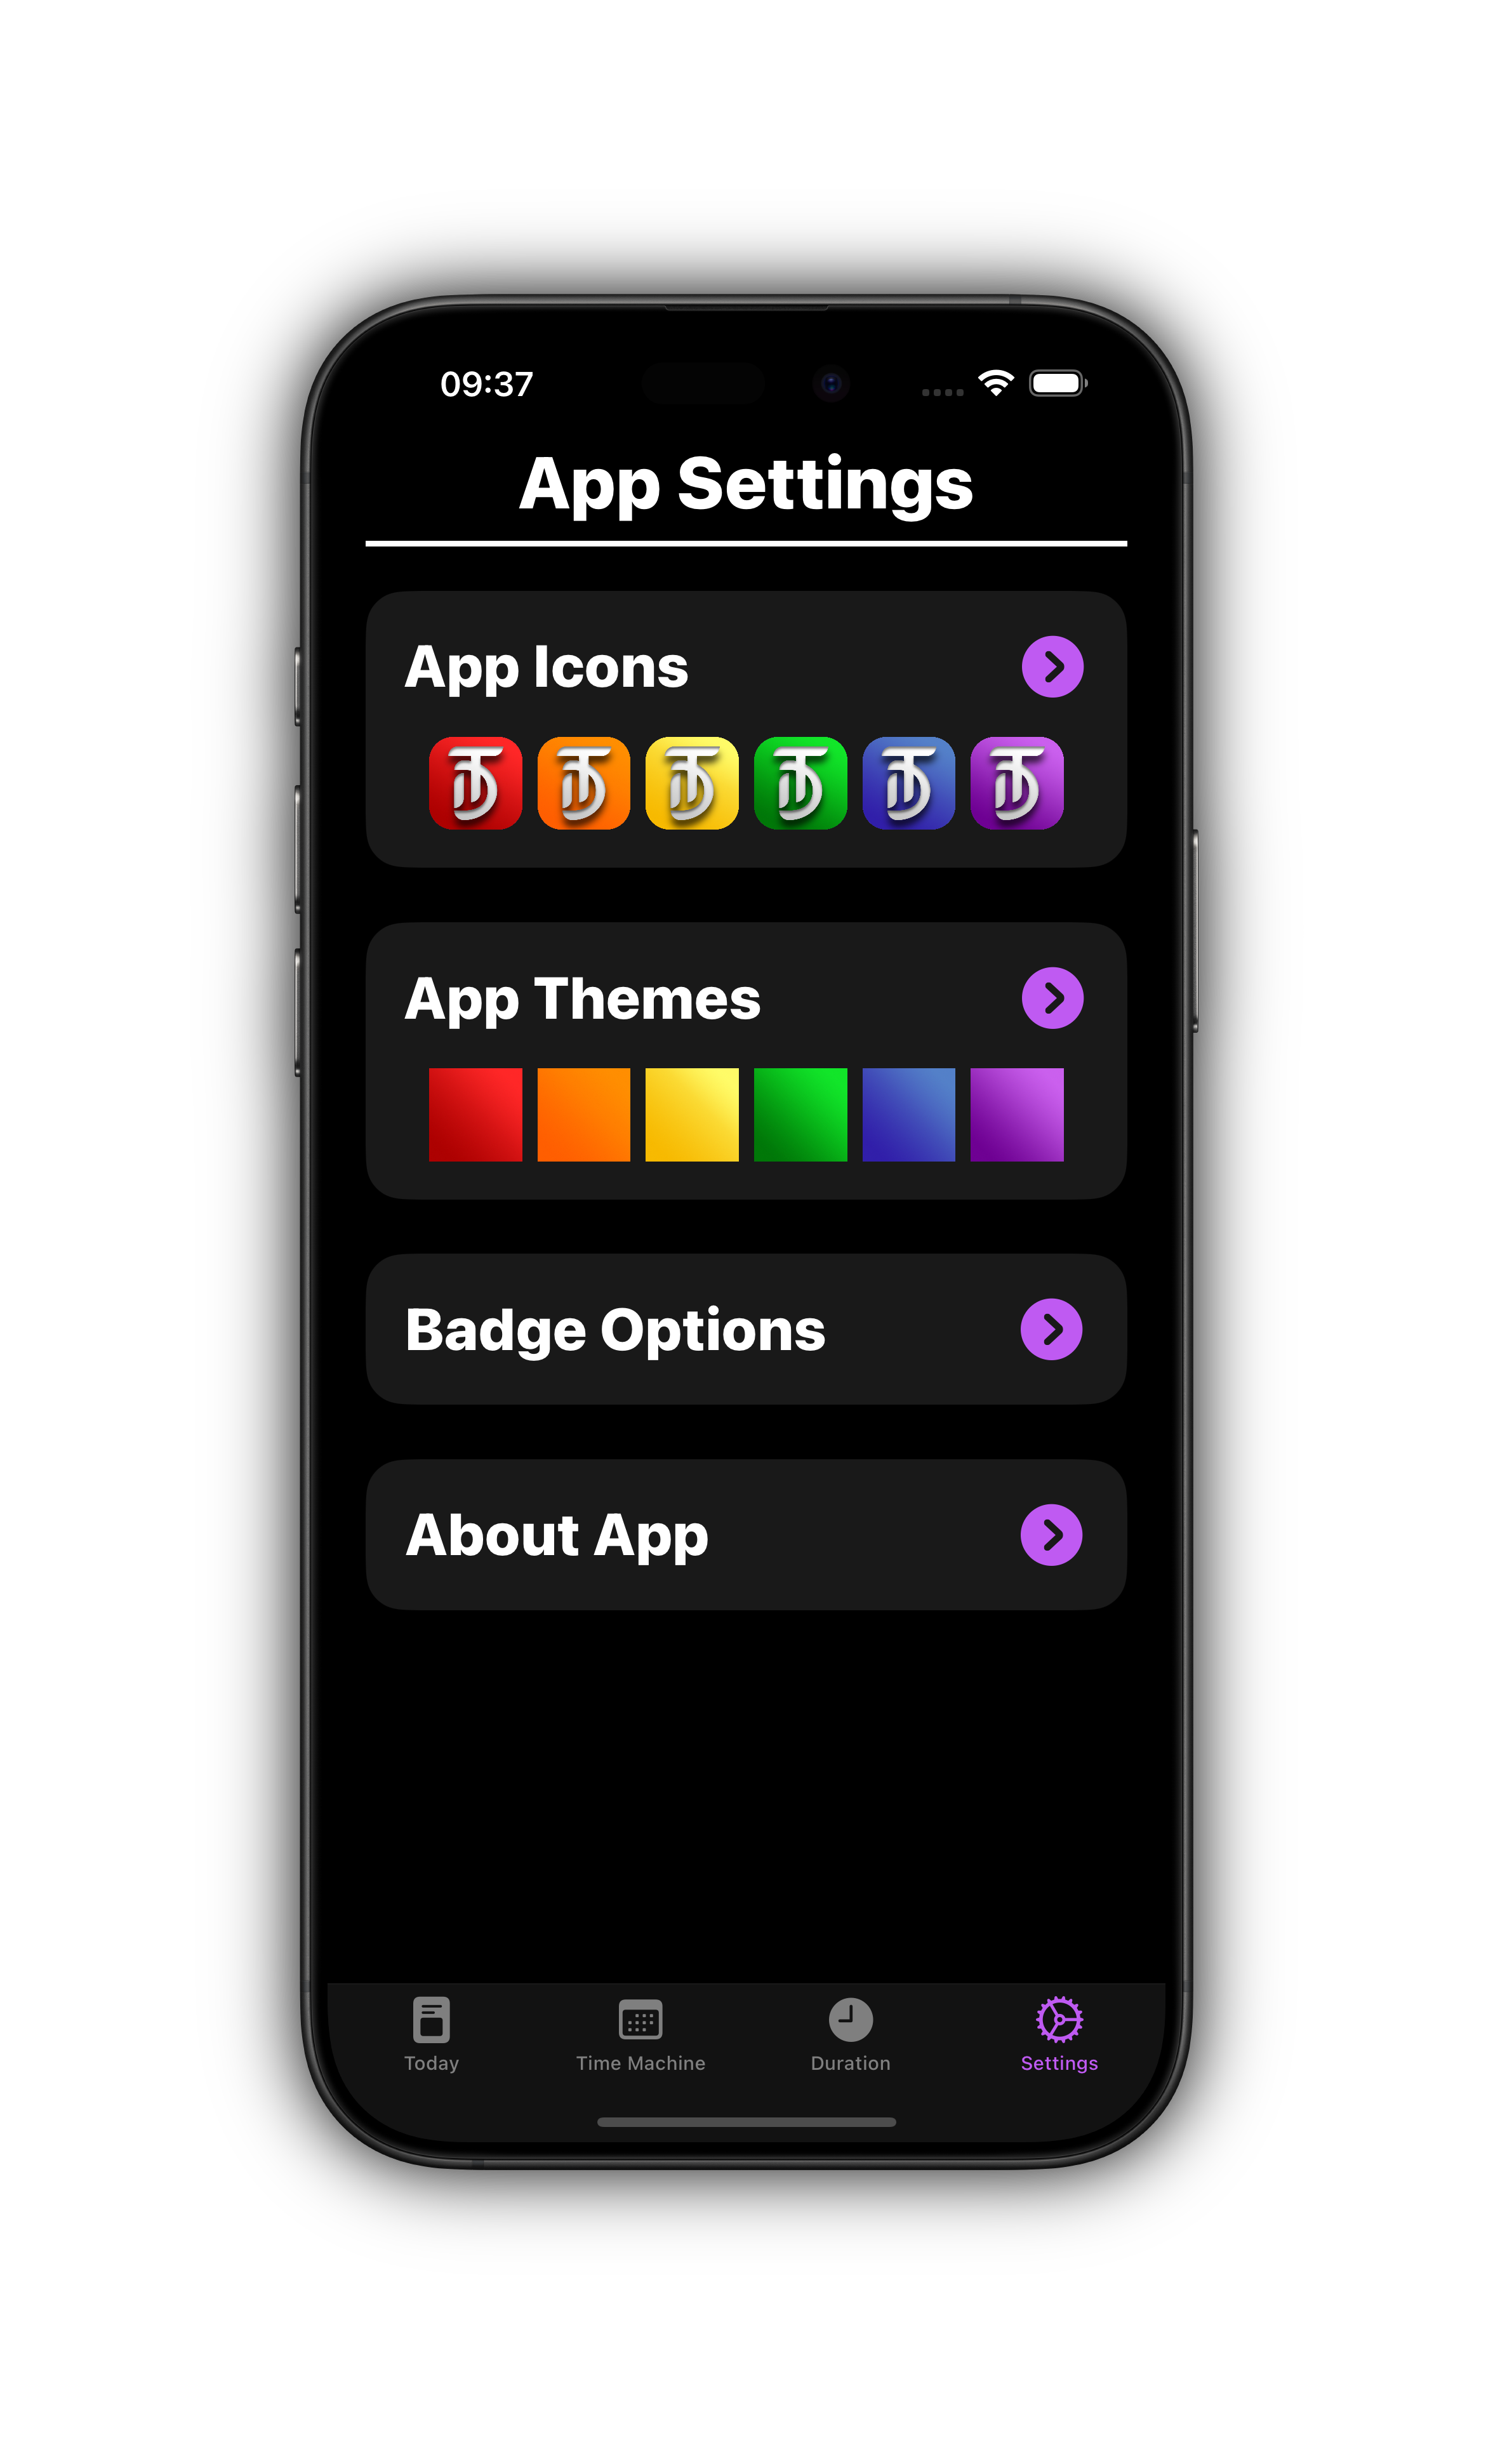 09:37
App Settings
App Icons
App Themes
Badge Options
About App
Today
Time Machine
Duration
Settings